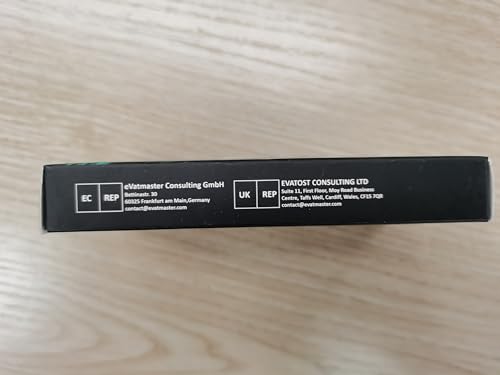 EC REP
eVatmaster Consulting GmbH
Bettinastr. 30
60325 Frankfurt am Main,Germany
contact@evatmaster.com
UK REP
EVATOST CONSULTING LTD
Suite 11, First Floor, Moy Road Business
Centre, Taffs Well, Cardiff, Wales, CF15 7QR
contact@evatmaster.com